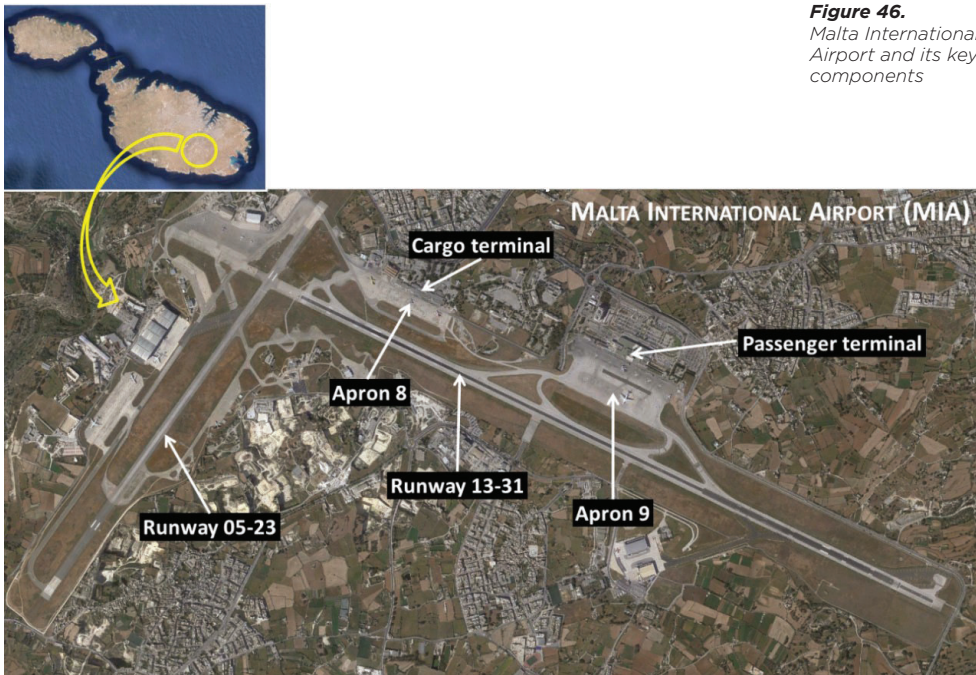 Figure 46.
Malta International
Airport and its key
components
MALTA INTERNATIONAL AIRPORT (MIA)
Cargo terminal
Passenger terminal
Apron 8
Runway 13-31
Apron 9
Runway 05-23